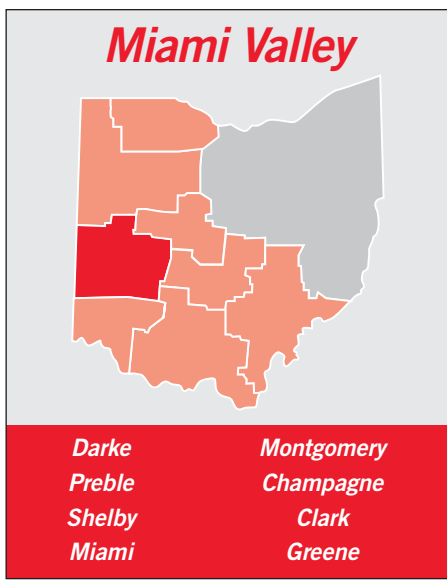 Miami Valley
Darke
Preble
Shelby
Miami
Montgomery
Champagne
Clark
Greene